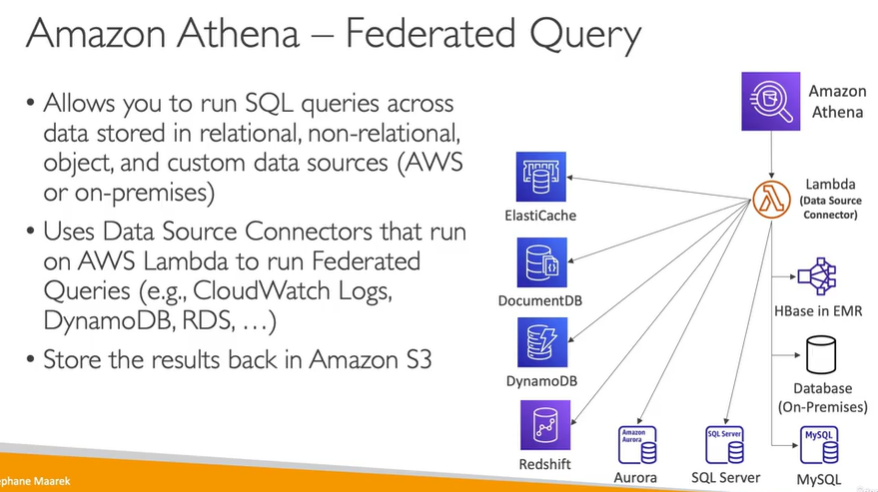 Amazon Athena – Federated Query
• Allows you to run SQL queries across
data stored in relational, non-relational,
object, and custom data sources (AWS
or on-premises)
• Uses Data Source Connectors that run
on AWS Lambda to run Federated
Queries (e.g., CloudWatch Logs,
DynamoDB, RDS, …)
• Store the results back in Amazon S3
Amazon
Athena
Lambda
(Data Source
Connector)
ElastiCache
DocumentDB
DynamoDB
Redshift
Amazon
Aurora
Aurora
SQL Server
SQL Server
HBase in EMR
Database
(On-Premises)
MySQL
MySQL
ephane Maarek